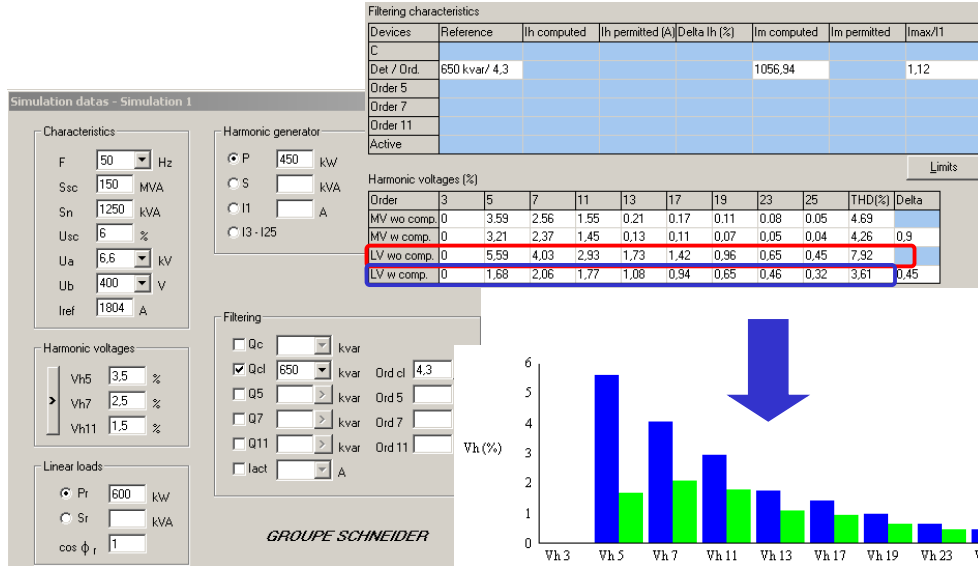 Filtering characteristics
Devices Reference Ih computed Ih permitted (A) Delta Ih (%) Im computed Im permitted Imax/I1
C
Det / Ord. 650 kvar/ 4,3 1056,94 1,12
Order 5
Order 7
Order 11
Active
Limits
Harmonic voltages (%)
Order 3 5 7 11 13 17 19 23 25 THD(%) Delta
MV wo comp. 0 3.59 2.56 1.55 0.21 0.17 0.11 0.08 0.05 4.69
MV w comp. 0 3,21 2,37 1,45 0,13 0,11 0,07 0,05 0,04 4,26 0,9
LV wo comp. 0 5,59 4,03 2,93 1,73 1,42 0,96 0,65 0,45 7,92
LV w comp. 0 1,68 2,06 1,77 1,08 0,94 0,65 0,46 0,32 3,61 0,45
Simulation datas - Simulation 1
Characteristics
F 50 Hz
Ssc 150 MVA
Sn 1250 kVA
Usc 6 %
Ua 6,6 kV
Ub 400 V
Iref 1804 A
Harmonic generator
P 450 kW
S kVA
I1 A
I3 - I25
Harmonic voltages
> Vh5 3,5 %
Vh7 2,5 %
Vh11 1,5 %
Linear loads
Pr 600 kW
Sr kVA
cos ϕ r 1
Filtering
Qc kvar
Qcl 650 kvar Ord cl 4,3
Q5 > kvar Ord 5
Q7 > kvar Ord 7
Q11 > kvar Ord 11
Iact A
GROUPE SCHNEIDER
Vh (%)
6
5
4
3
2
1
0
Vh 3 Vh 5 Vh 7 Vh 11 Vh 13 Vh 17 Vh 19 Vh 23